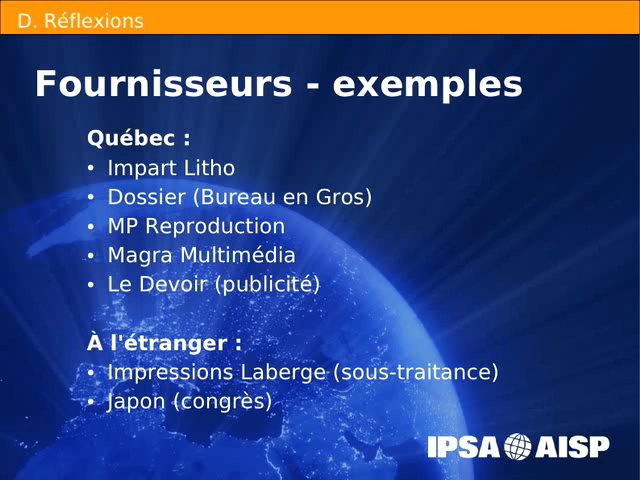 D. Réflexions
Fournisseurs - exemples
Québec :
• Impart Litho
• Dossier (Bureau en Gros)
• MP Reproduction
• Magra Multimédia
• Le Devoir (publicité)
À l'étranger :
• Impressions Laberge (sous-traitance)
• Japon (congrès)
IPSA AISP